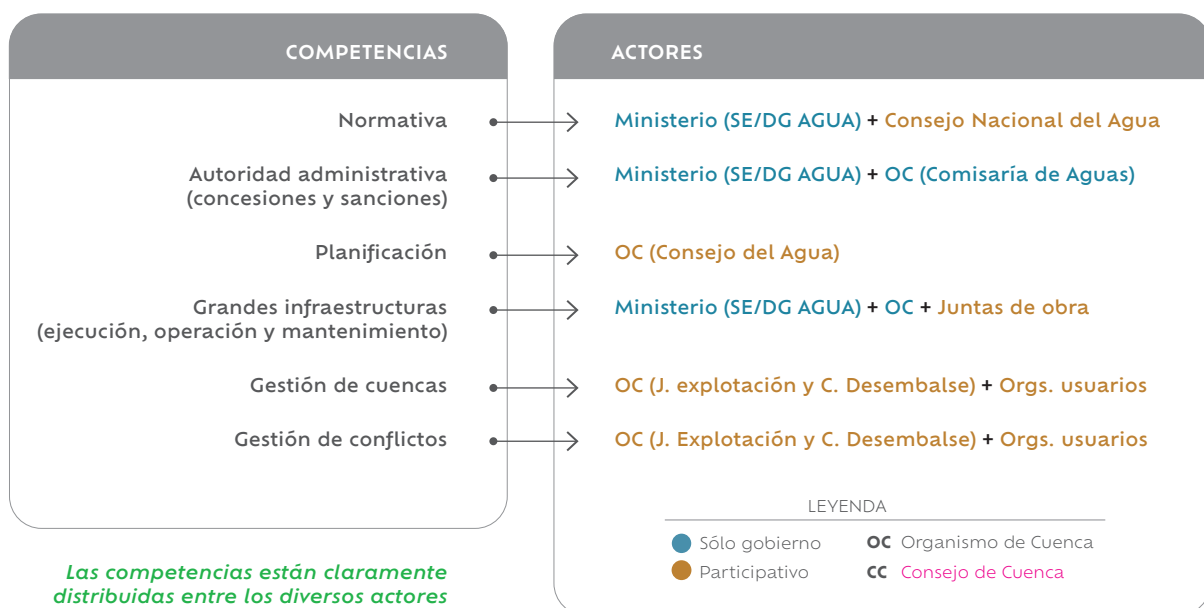 COMPETENCIAS
ACTORES
Normativa
Ministerio (SE/DG AGUA) + Consejo Nacional del Agua
Autoridad administrativa
(concesiones y sanciones)
Ministerio (SE/DG AGUA) + OC (Comisaría de Aguas)
Planificación
OC (Consejo del Agua)
Grandes infraestructuras
(ejecución, operación y mantenimiento)
Ministerio (SE/DG AGUA) + OC + Juntas de obra
Gestión de cuencas
OC (J. explotación y C. Desembalse) + Orgs. usuarios
Gestión de conflictos
OC (J. Explotación y C. Desembalse) + Orgs. usuarios
LEYENDA
Sólo gobierno
OC Organismo de Cuenca
Participativo
CC Consejo de Cuenca
Las competencias están claramente
distribuidas entre los diversos actores